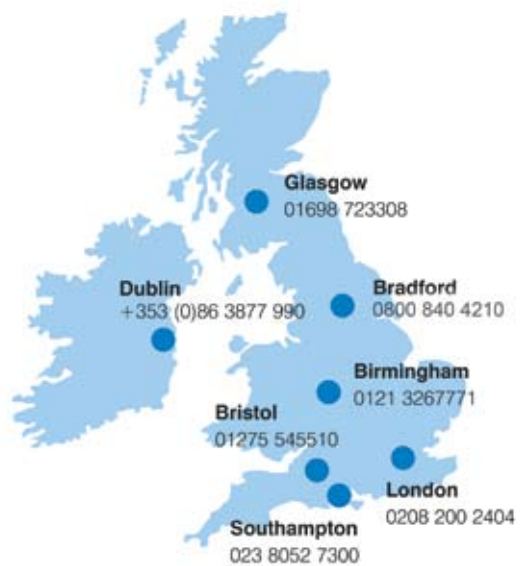 Glasgow
01698 723308
Dublin
+353 (0)86 3877 990
Bradford
0800 840 4210
Birmingham
0121 3267771
Bristol
01275 545510
London
0208 200 2404
Southampton
023 8052 7300